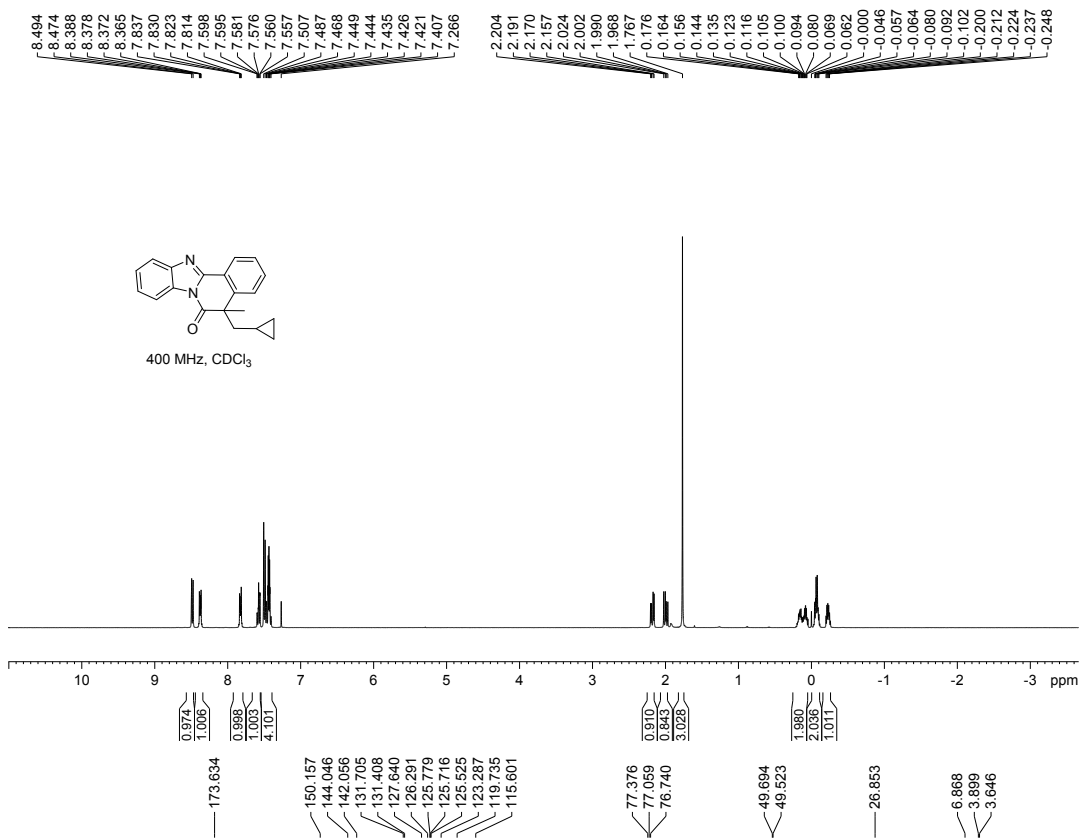 8.494 8.474 8.388 8.378 8.372 8.365 7.837 7.830 7.823 7.814 7.598 7.595 7.581 7.576 7.560 7.557 7.507 7.487 7.468 7.449 7.444 7.435 7.426 7.421 7.407 7.266
2.204 2.191 2.170 2.157 2.024 2.002 1.990 1.968 1.767 0.176 0.164 0.156 0.144 0.135 0.123 0.116 0.105 0.100 0.094 0.080 0.069 0.062 -0.000 -0.046 -0.057 -0.064 -0.080 -0.092 -0.102 -0.200 -0.212 -0.224 -0.237 -0.248
N
N
O
400 MHz, CDCl₃
10 9 8 7 6 5 4 3 2 1 0 -1 -2 -3 ppm
0.974 1.006 0.998 1.003 4.101 0.910 0.843 3.028 1.980 2.036 1.011
173.634 150.157 144.046 142.056 131.705 131.408 127.640 126.291 125.779 125.716 125.525 123.287 119.735 115.601 77.376 77.059 76.740 49.694 49.523 26.853 6.868 3.899 3.646